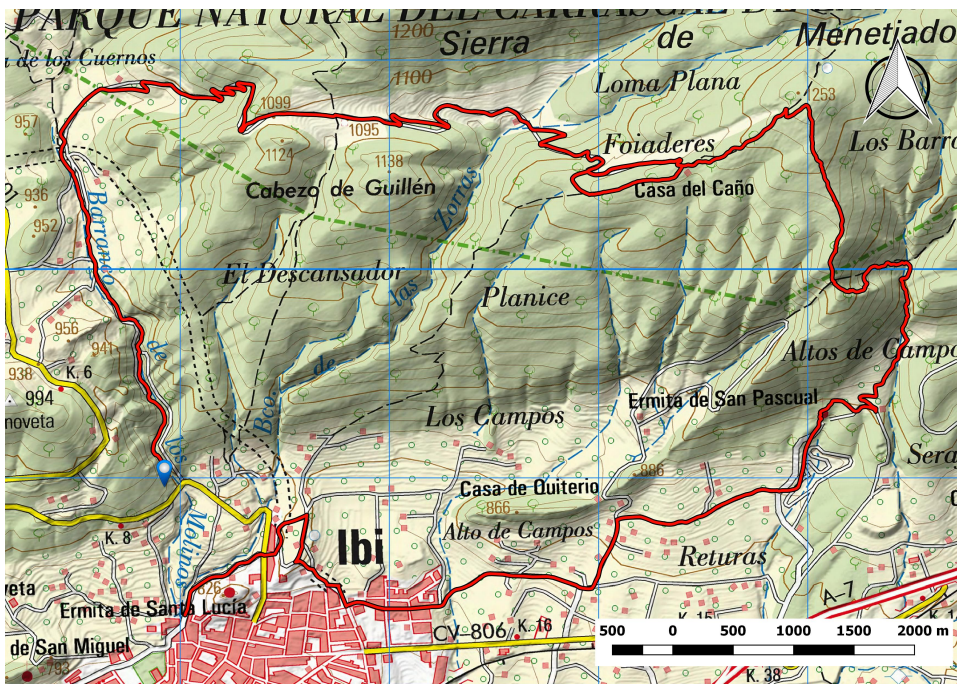 PARQUE NATURAL DEL CARRASCAL DE
1200
Sierra de Menetjador
de los Cuernos
1100
Loma Plana
253
957
1099
1095
Foiaderes
Los Barr
1124
1138
Cabezo de Guillén
Casa del Caño
936
952
Barranco
Zorras
El Descansador
las
Planice
956
de
941
de
Altos de Campo
938
K. 6
994
noveta
Ermita de San Pascual
Los Campos
Bco.
los
886
Sera
Casa de Quiterio
866
Alto de Campos
Molinos
K. 8
Ibi
Returas
826
veta
Ermita de Santa Lucía
A-7
K. 15
K. 1
CV-806
K. 16
de San Miguel
793
500 0 500 1000 1500 2000 m
K. 38